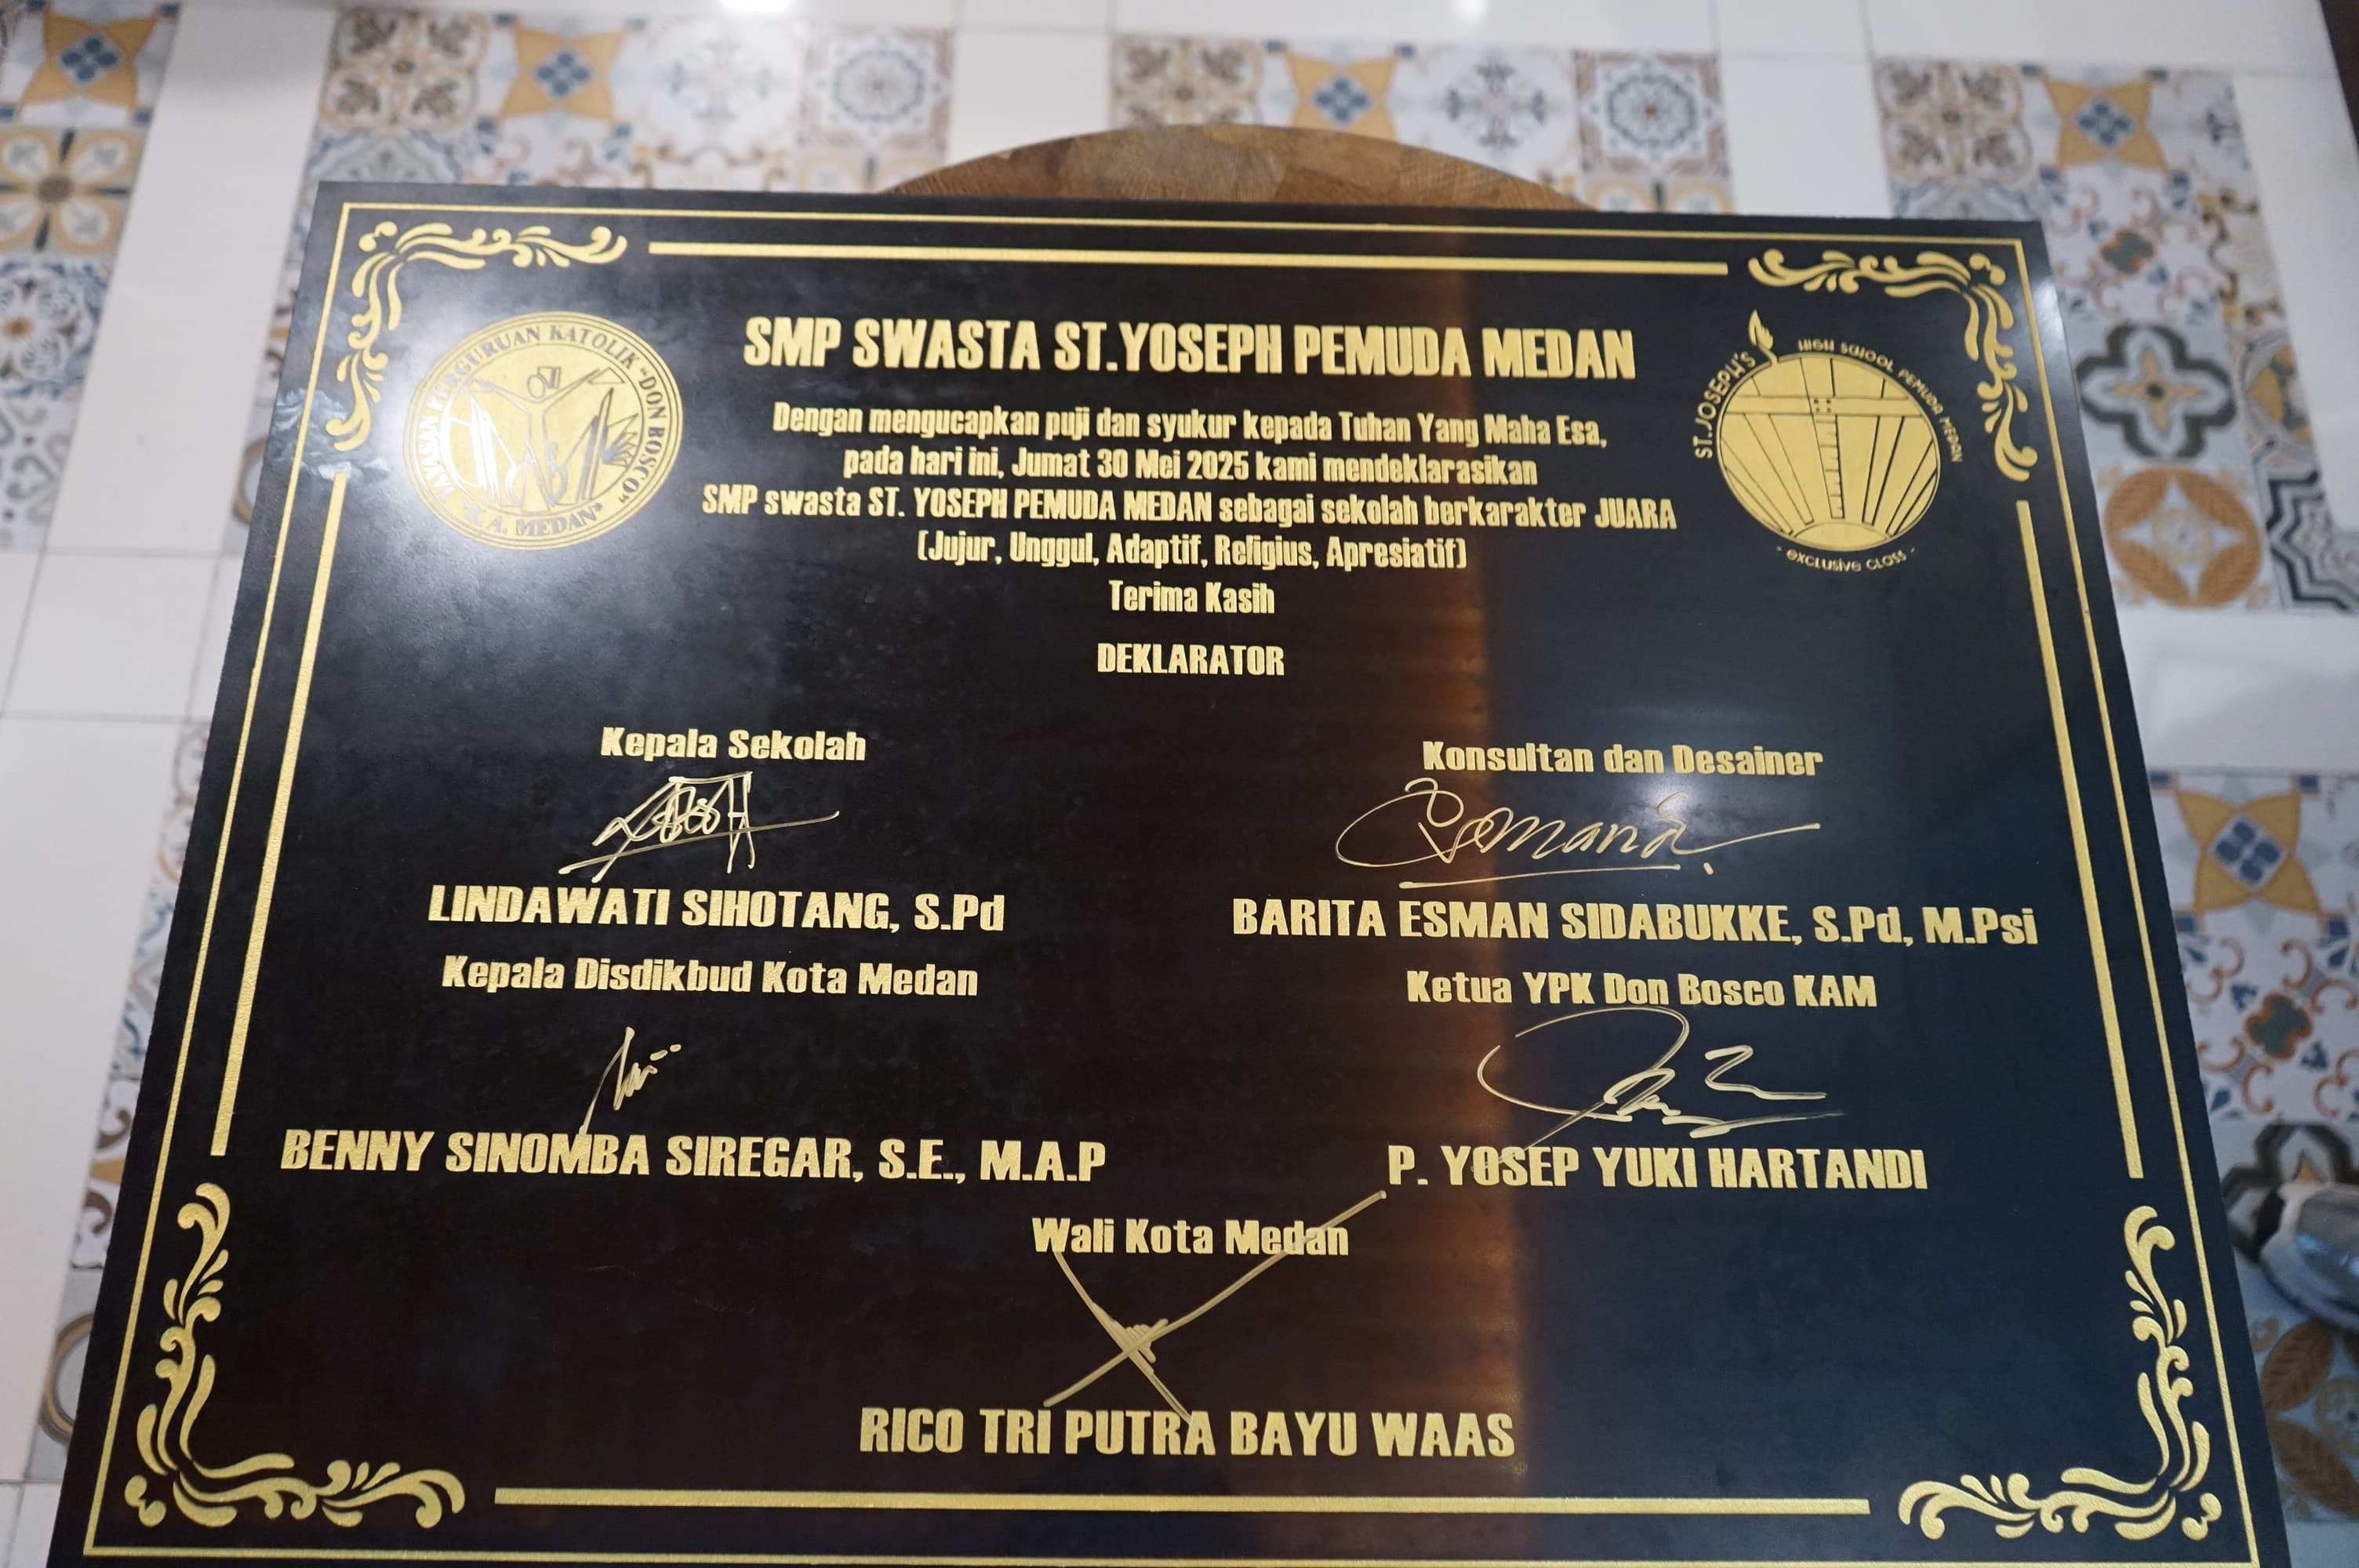 SMP SWASTA ST.YOSEPH PEMUDA MEDAN
YAYASAN PERGURUAN KATOLIK "DON BOSCO"
K. A. MEDAN
ST.JOSEPH'S HIGH SCHOOL PEMUDA MEDAN
- exclusive class -
Dengan mengucapkan puji dan syukur kepada Tuhan Yang Maha Esa,
pada hari ini, Jumat 30 Mei 2025 kami mendeklarasikan
SMP swasta ST. YOSEPH PEMUDA MEDAN sebagai sekolah berkarakter JUARA
(Jujur, Unggul, Adaptif, Religius, Apresiatif)
Terima Kasih
DEKLARATOR
Kepala Sekolah
LINDAWATI SIHOTANG, S.Pd
Konsultan dan Desainer
BARITA ESMAN SIDABUKKE, S.Pd, M.Psi
Kepala Disdikbud Kota Medan
BENNY SINOMBA SIREGAR, S.E., M.A.P
Ketua YPK Don Bosco KAM
P. YOSEP YUKI HARTANDI
Wali Kota Medan
RICO TRI PUTRA BAYU WAAS